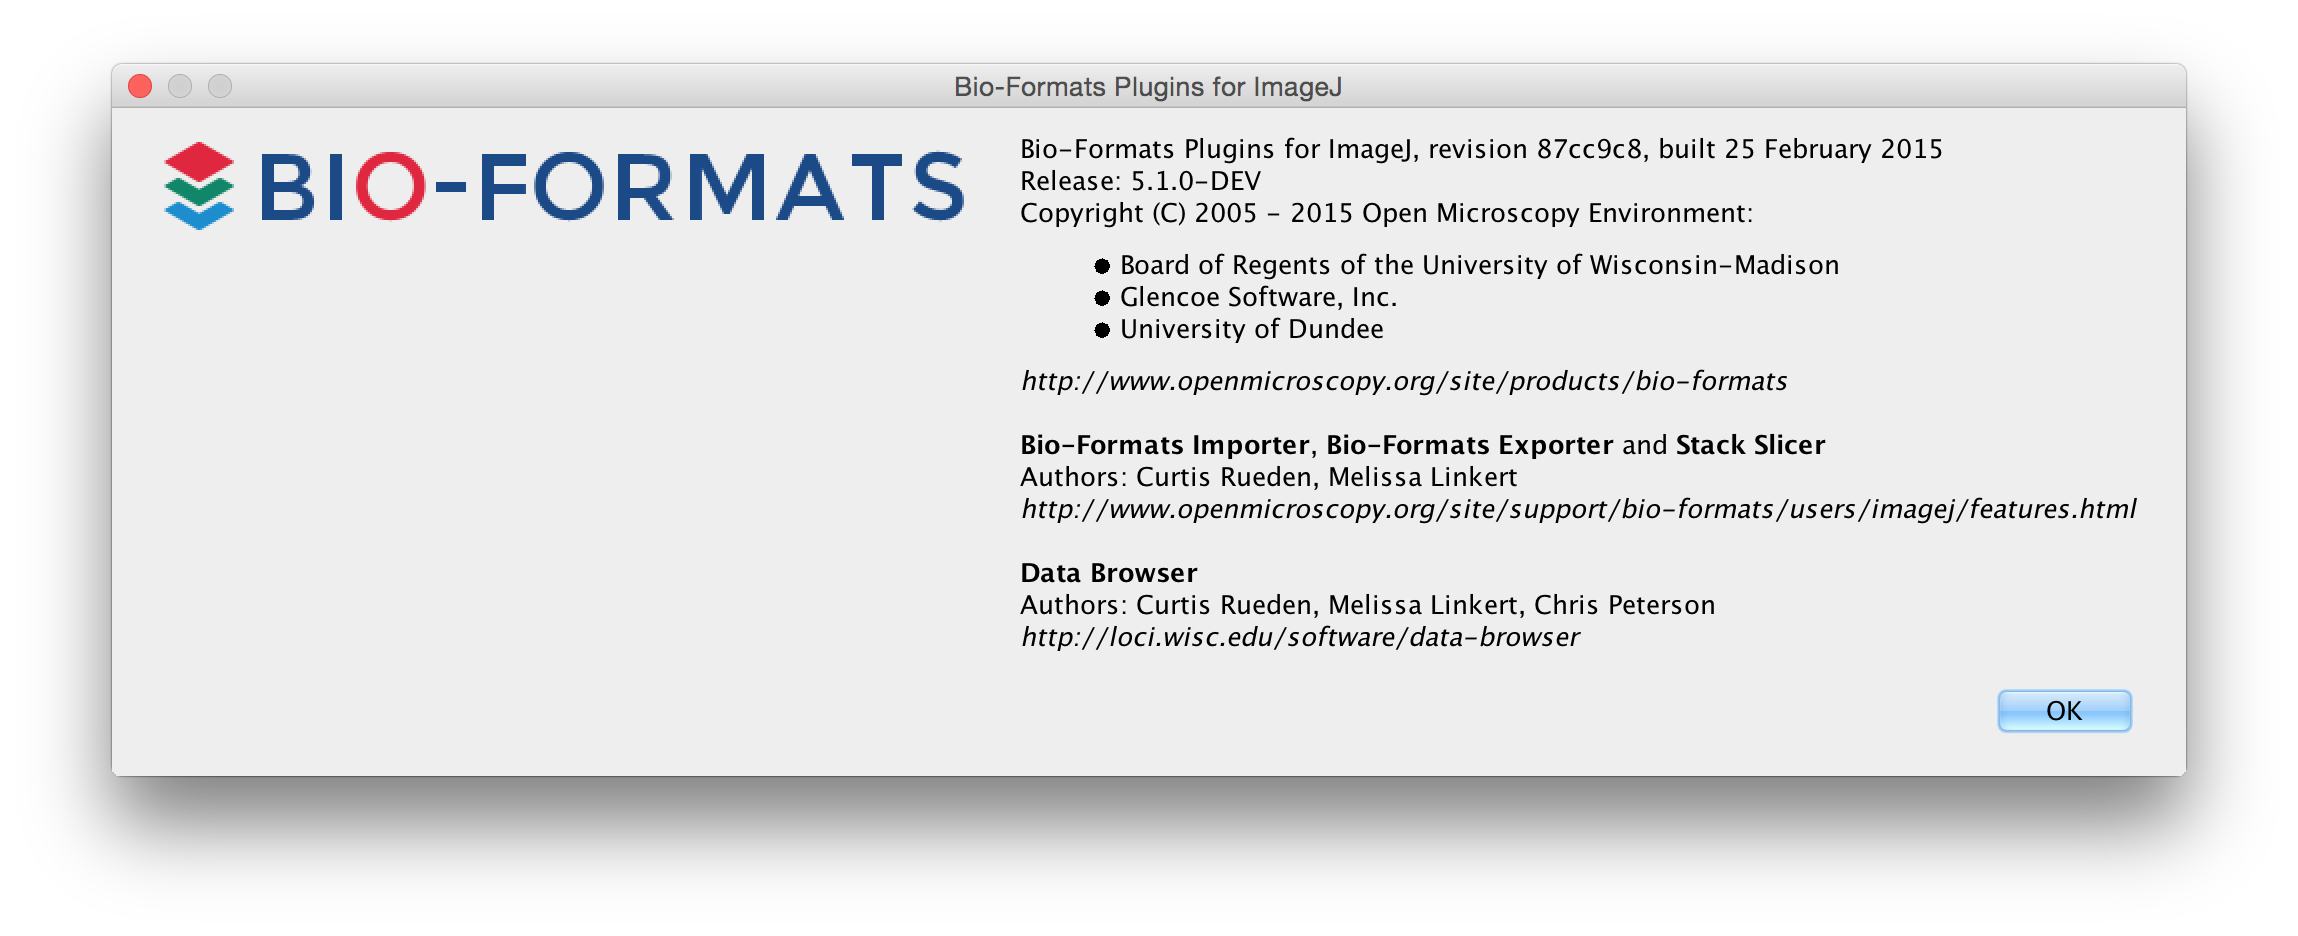 Bio-Formats Plugins for ImageJ
BIO-FORMATS
Bio-Formats Plugins for ImageJ, revision 87cc9c8, built 25 February 2015
Release: 5.1.0-DEV
Copyright (C) 2005 - 2015 Open Microscopy Environment:
● Board of Regents of the University of Wisconsin-Madison
● Glencoe Software, Inc.
● University of Dundee
http://www.openmicroscopy.org/site/products/bio-formats
Bio-Formats Importer, Bio-Formats Exporter and Stack Slicer
Authors: Curtis Rueden, Melissa Linkert
http://www.openmicroscopy.org/site/support/bio-formats/users/imagej/features.html
Data Browser
Authors: Curtis Rueden, Melissa Linkert, Chris Peterson
http://loci.wisc.edu/software/data-browser
OK